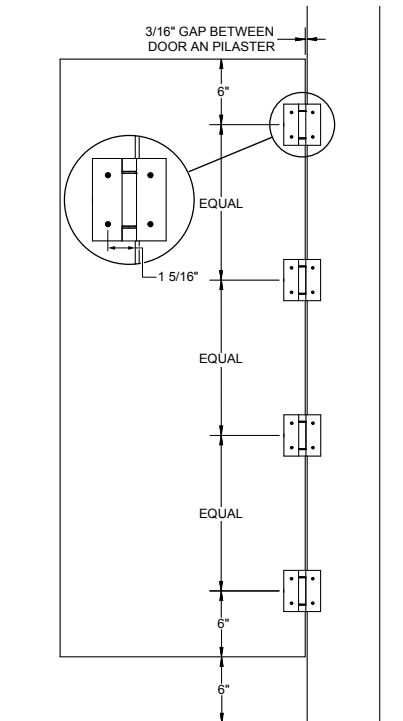 3/16" GAP BETWEEN
DOOR AN PILASTER
6"
EQUAL
1 5/16"
EQUAL
EQUAL
6"
6"